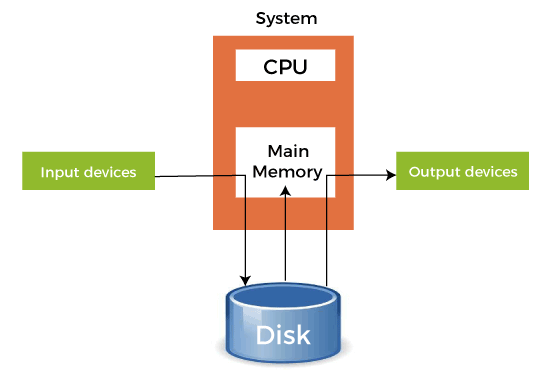 System
CPU
Main
Memory
Input devices
Output devices
Disk